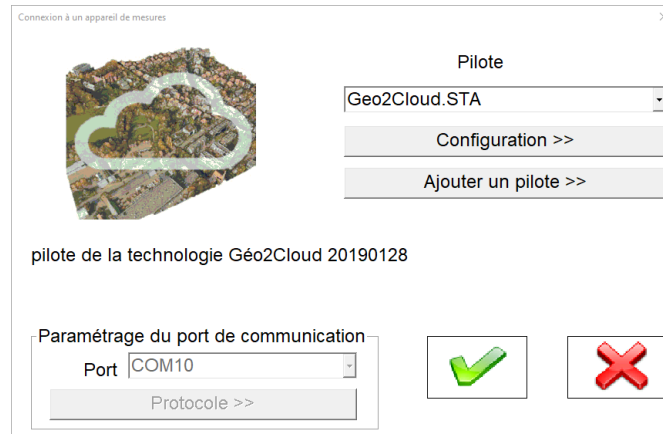 Connexion à un appareil de mesures
Pilote
Geo2Cloud.STA
Configuration >>
Ajouter un pilote >>
pilote de la technologie Géo2Cloud 20190128
Paramétrage du port de communication
Port COM10
Protocole >>